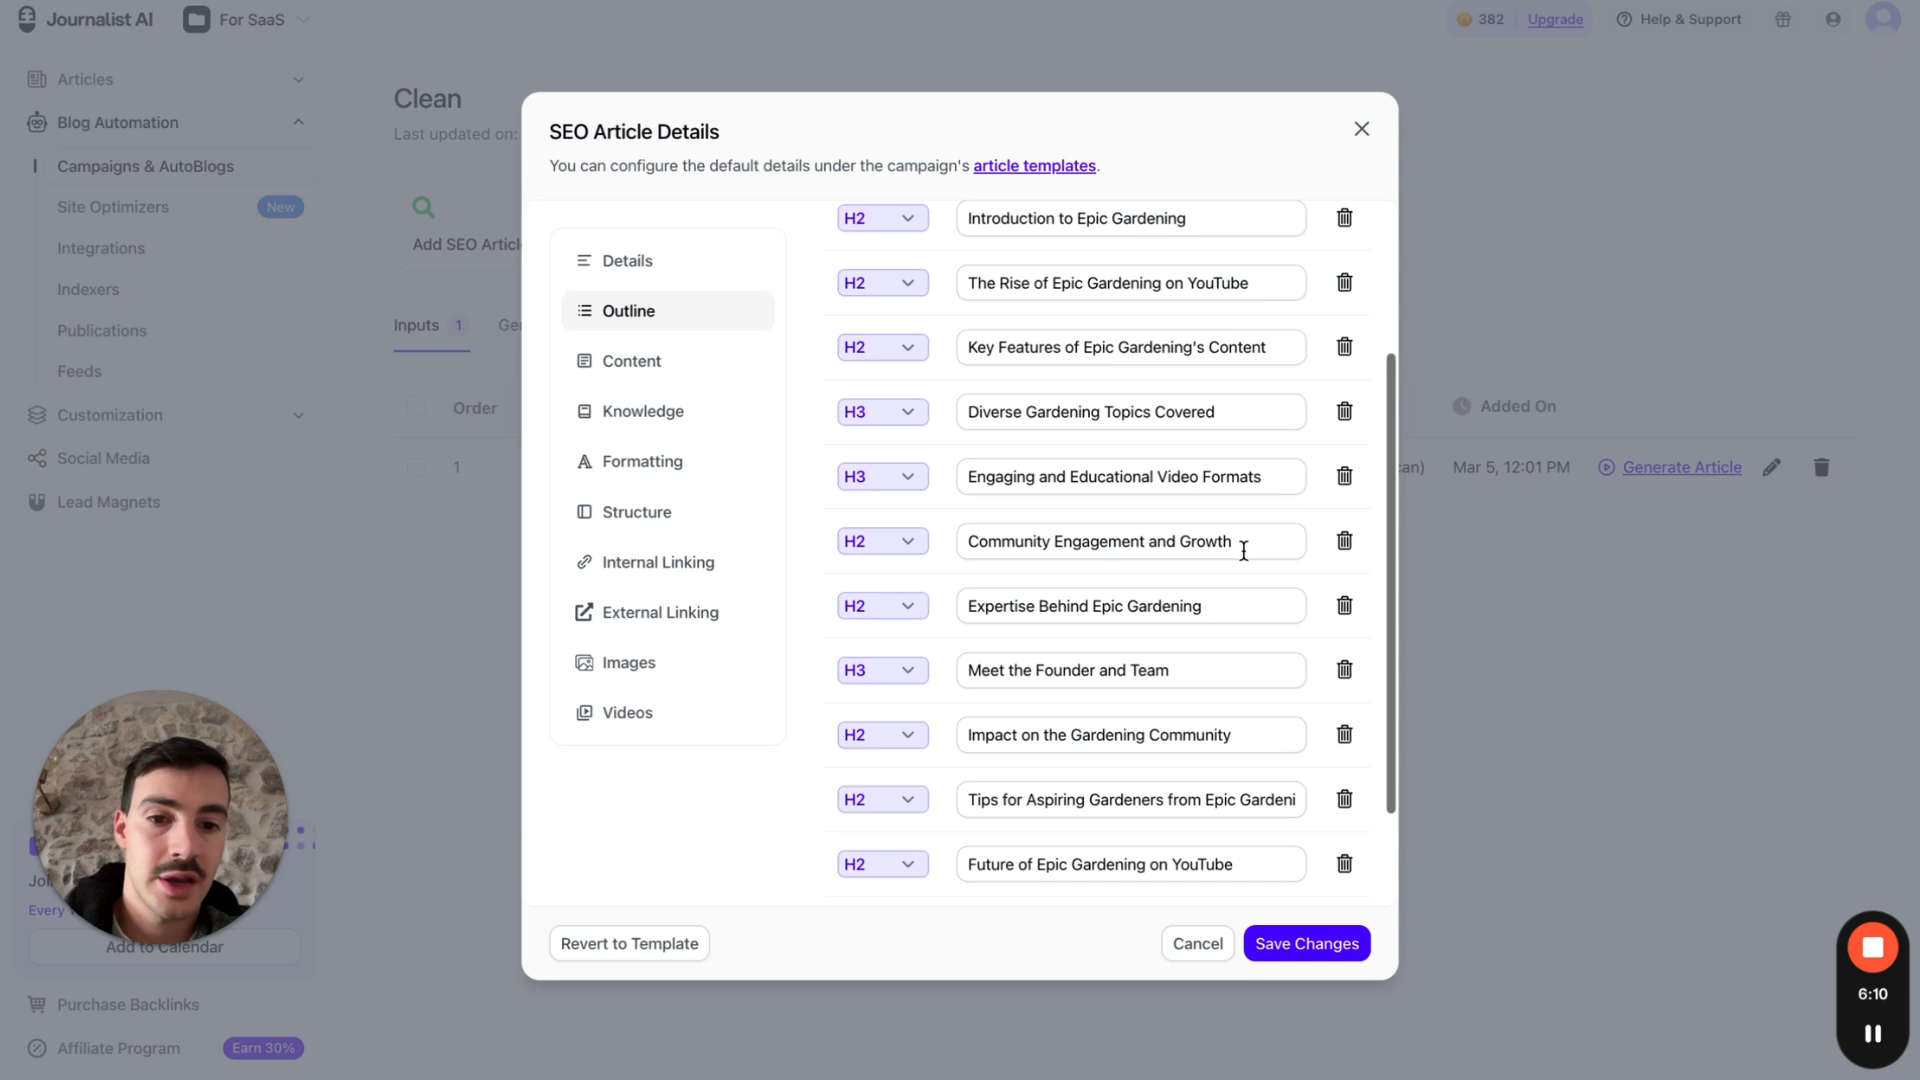 Journalist AI
For SaaS
382
Upgrade
Help & Support
Articles
Blog Automation
Campaigns & AutoBlogs
Site Optimizers
New
Integrations
Indexers
Publications
Feeds
Customization
Social Media
Lead Magnets
Every
Add to Calendar
Purchase Backlinks
Affiliate Program
Earn 30%
Clean
Last updated on:
Add SEO Articl
Inputs
1
Order
1
Added On
Mar 5, 12:01 PM
Generate Article
SEO Article Details
You can configure the default details under the campaign's article templates.
Details
Outline
Content
Knowledge
Formatting
Structure
Internal Linking
External Linking
Images
Videos
H2 Introduction to Epic Gardening
H2 The Rise of Epic Gardening on YouTube
H2 Key Features of Epic Gardening's Content
H3 Diverse Gardening Topics Covered
H3 Engaging and Educational Video Formats
H2 Community Engagement and Growth
H2 Expertise Behind Epic Gardening
H3 Meet the Founder and Team
H2 Impact on the Gardening Community
H2 Tips for Aspiring Gardeners from Epic Gardeni
H2 Future of Epic Gardening on YouTube
Revert to Template
Cancel
Save Changes
6:10